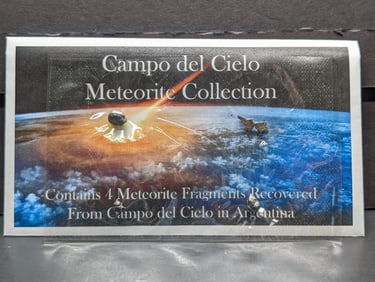 Campo del Cielo
Meteorite Collection
Contains 4 Meteorite Fragments Recovered
From Campo del Cielo in Argentina